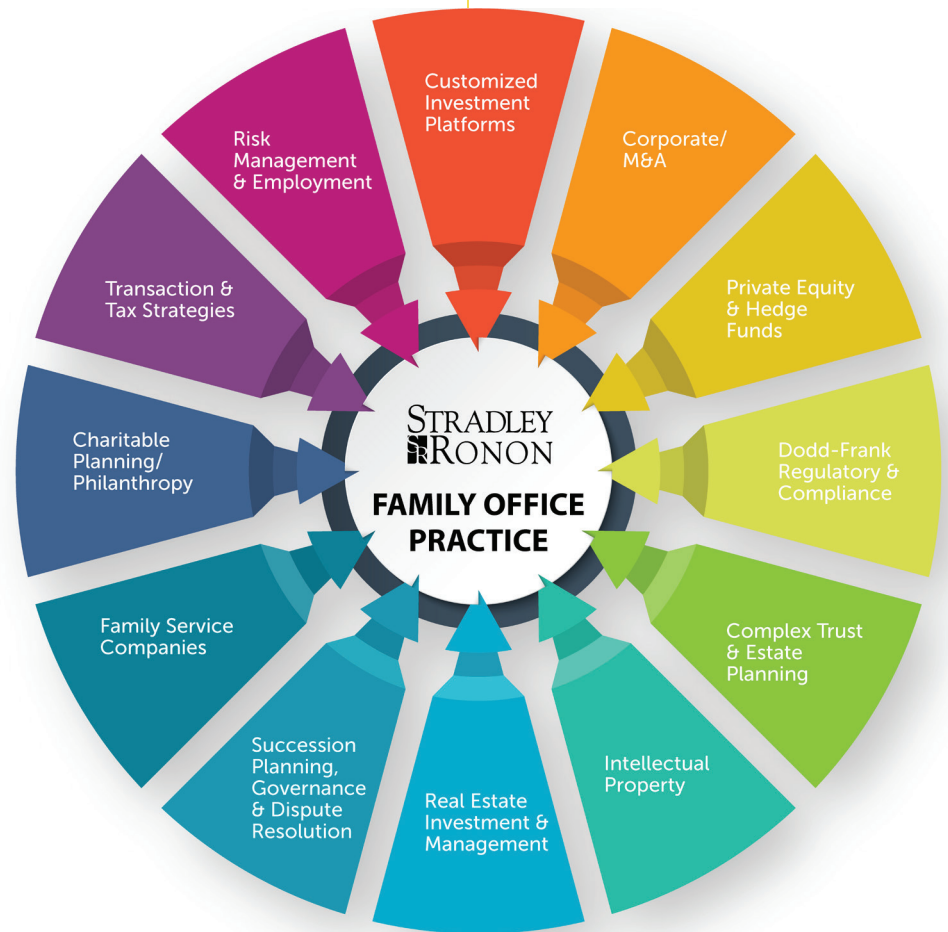 Customized
Investment
Platforms
Corporate/
M&A
Private Equity
& Hedge
Funds
Dodd-Frank
Regulatory &
Compliance
Complex Trust
& Estate
Planning
Intellectual
Property
Real Estate
Investment &
Management
Succession
Planning,
Governance
& Dispute
Resolution
Family Service
Companies
Charitable
Planning/
Philanthropy
Transaction &
Tax Strategies
Risk
Management
& Employment
STRADLEY
SR RONON
FAMILY OFFICE
PRACTICE